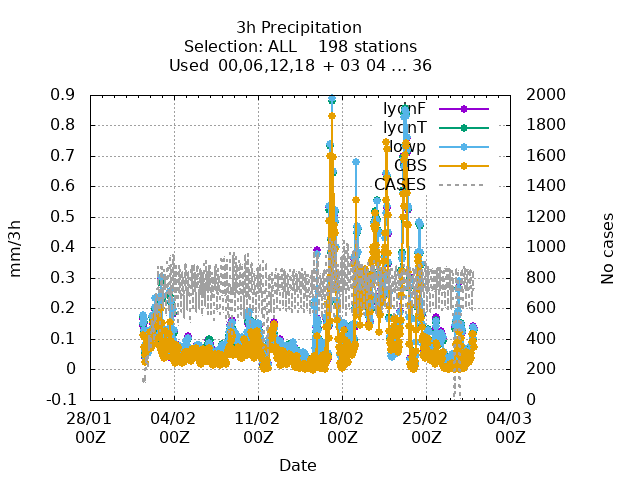 3h Precipitation
Selection: ALL 198 stations
Used 00,06,12,18 + 03 04 ... 36
0.9
0.8
0.7
0.6
0.5
0.4
0.3
0.2
0.1
0
-0.1
mm/3h
2000
1800
1600
1400
1200
1000
800
600
400
200
0
No cases
lyqnF
lyqnT
OBS
CASES
28/01 04/02 11/02 18/02 25/02 04/03
00Z 00Z 00Z 00Z 00Z 00Z
Date